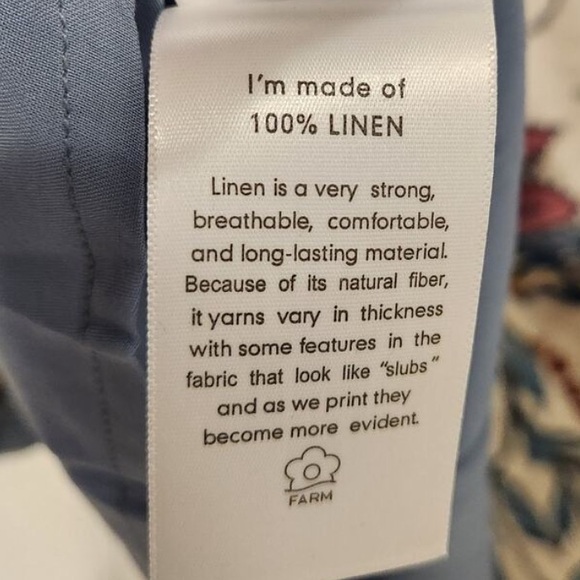 I'm made of
100% LINEN
Linen is a very strong,
breathable, comfortable,
and long-lasting material.
Because of its natural fiber,
it yarns vary in thickness
with some features in the
fabric that look like "slubs"
and as we print they
become more evident.
FARM